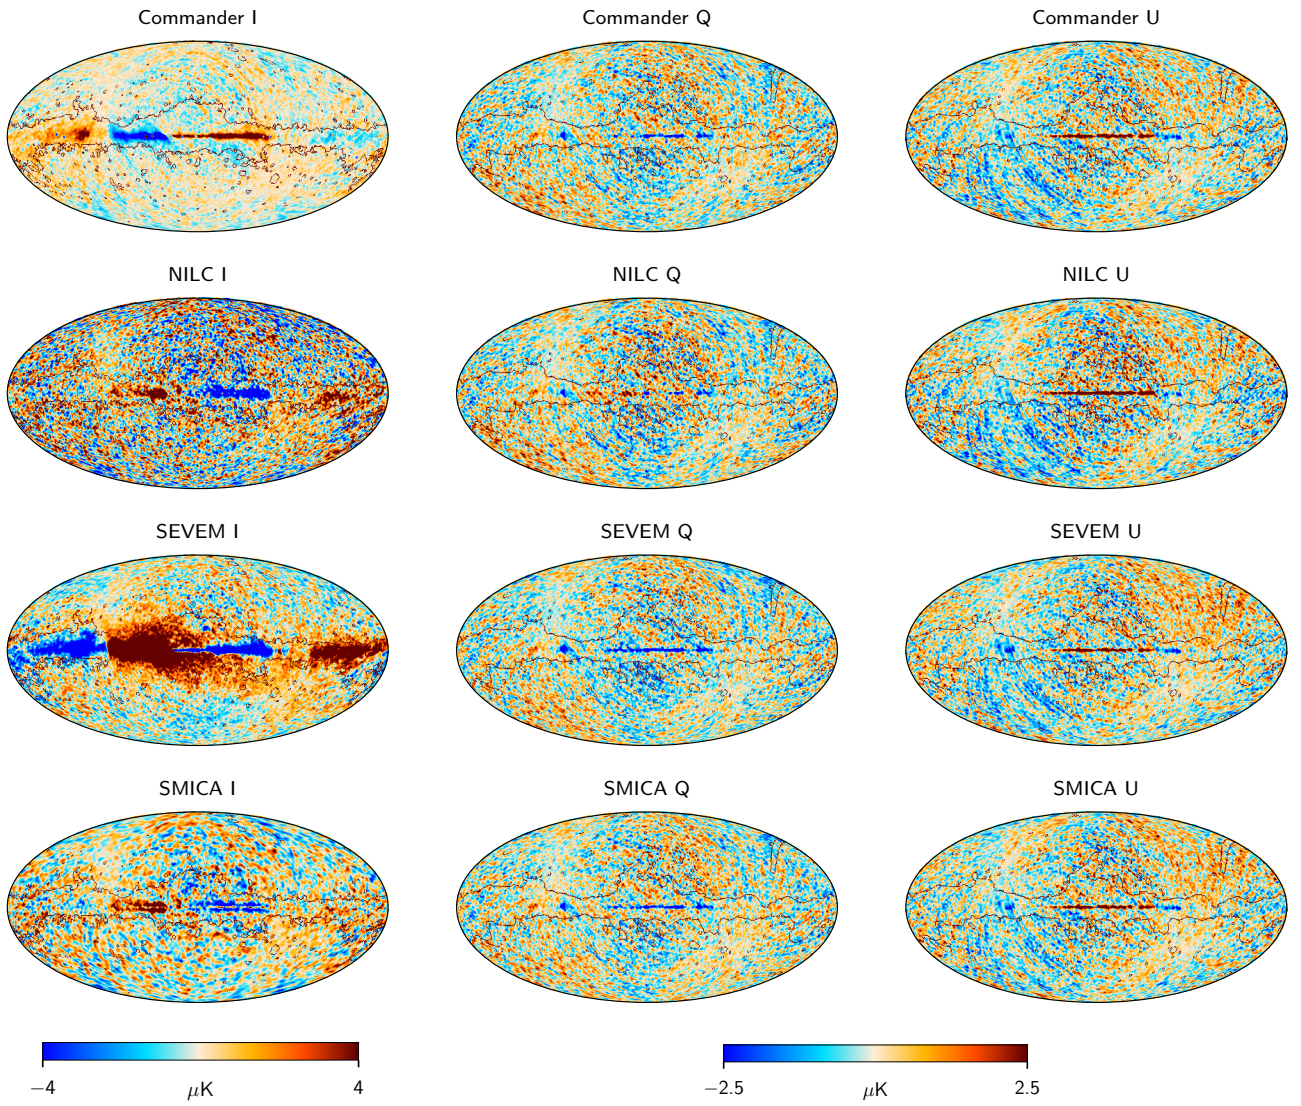 Commander I
Commander Q
Commander U
NILC I
NILC Q
NILC U
SEVEM I
SEVEM Q
SEVEM U
SMICA I
SMICA Q
SMICA U
−4 μK 4
−2.5 μK 2.5